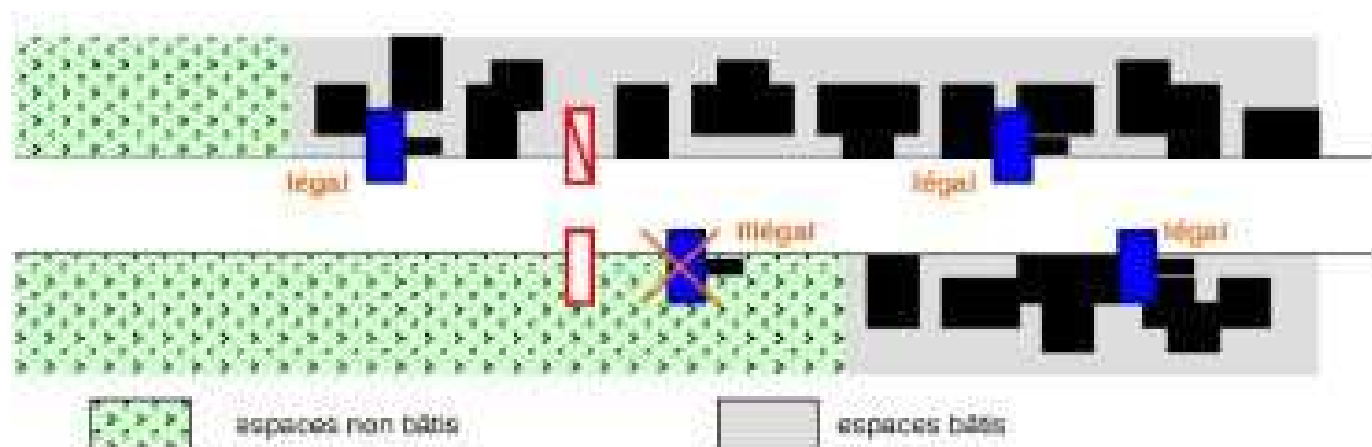 légal
légal
illégal
légal
espaces non bâtis
espaces bâtis